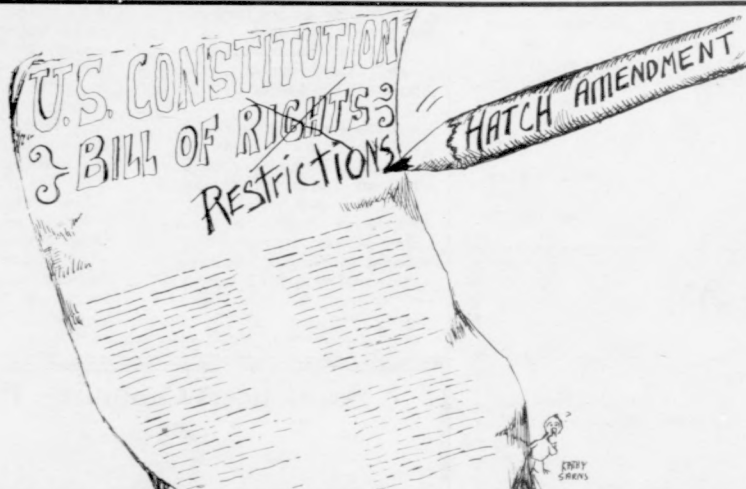 U.S. CONSTITUTION
BILL OF RIGHTS
RESTRICTIONS
HATCH AMENDMENT
?